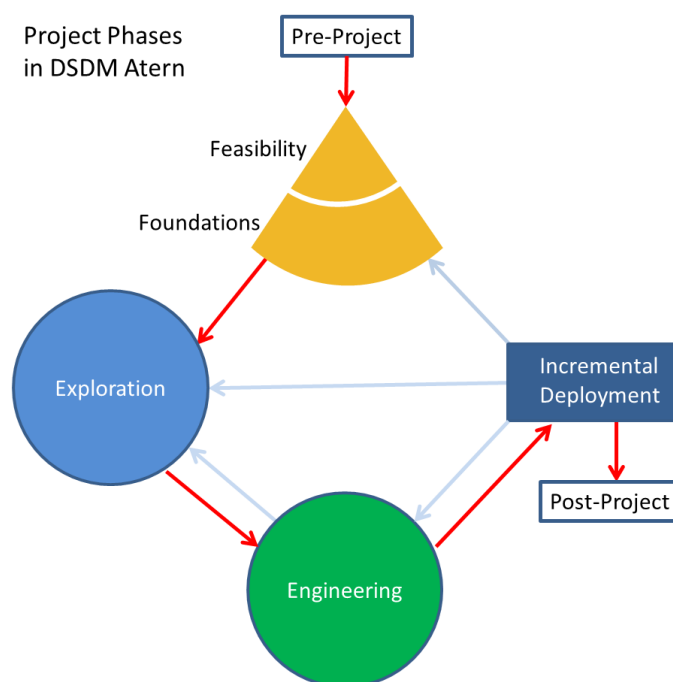 Project Phases
in DSDM Atern
Pre-Project
Feasibility
Foundations
Exploration
Incremental
Deployment
Post-Project
Engineering